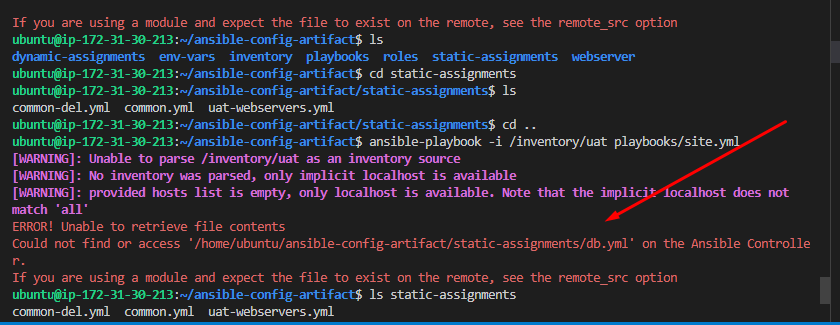 If you are using a module and expect the file to exist on the remote, see the remote_src option
ubuntu@ip-172-31-30-213:~/ansible-config-artifact$ ls
dynamic-assignments  env-vars  inventory  playbooks  roles  static-assignments  webserver
ubuntu@ip-172-31-30-213:~/ansible-config-artifact$ cd static-assignments
ubuntu@ip-172-31-30-213:~/ansible-config-artifact/static-assignments$ ls
common-del.yml  common.yml  uat-webservers.yml
ubuntu@ip-172-31-30-213:~/ansible-config-artifact/static-assignments$ cd ..
ubuntu@ip-172-31-30-213:~/ansible-config-artifact$ ansible-playbook -i /inventory/uat playbooks/site.yml
[WARNING]: Unable to parse /inventory/uat as an inventory source
[WARNING]: No inventory was parsed, only implicit localhost is available
[WARNING]: provided hosts list is empty, only localhost is available. Note that the implicit localhost does not
match 'all'
ERROR! Unable to retrieve file contents
Could not find or access '/home/ubuntu/ansible-config-artifact/static-assignments/db.yml' on the Ansible Controlle
r.
If you are using a module and expect the file to exist on the remote, see the remote_src option
ubuntu@ip-172-31-30-213:~/ansible-config-artifact$ ls static-assignments
common-del.yml  common.yml  uat-webservers.yml